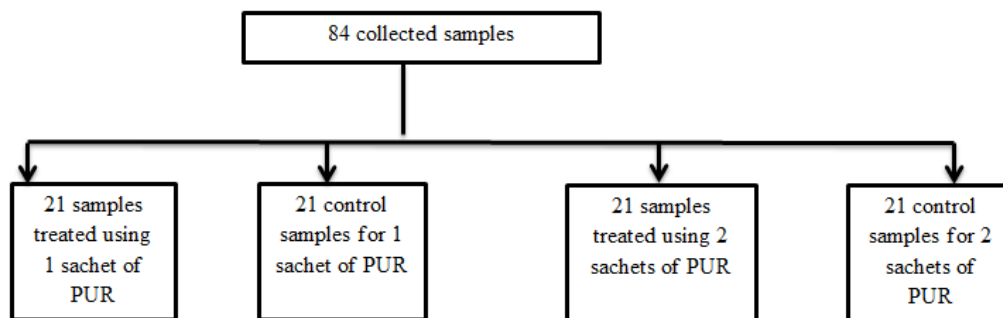 84 collected samples
21 samples
treated using
1 sachet of
PUR
21 control
samples for 1
sachet of PUR
21 samples
treated using 2
sachets of PUR
21 control
samples for 2
sachets of
PUR